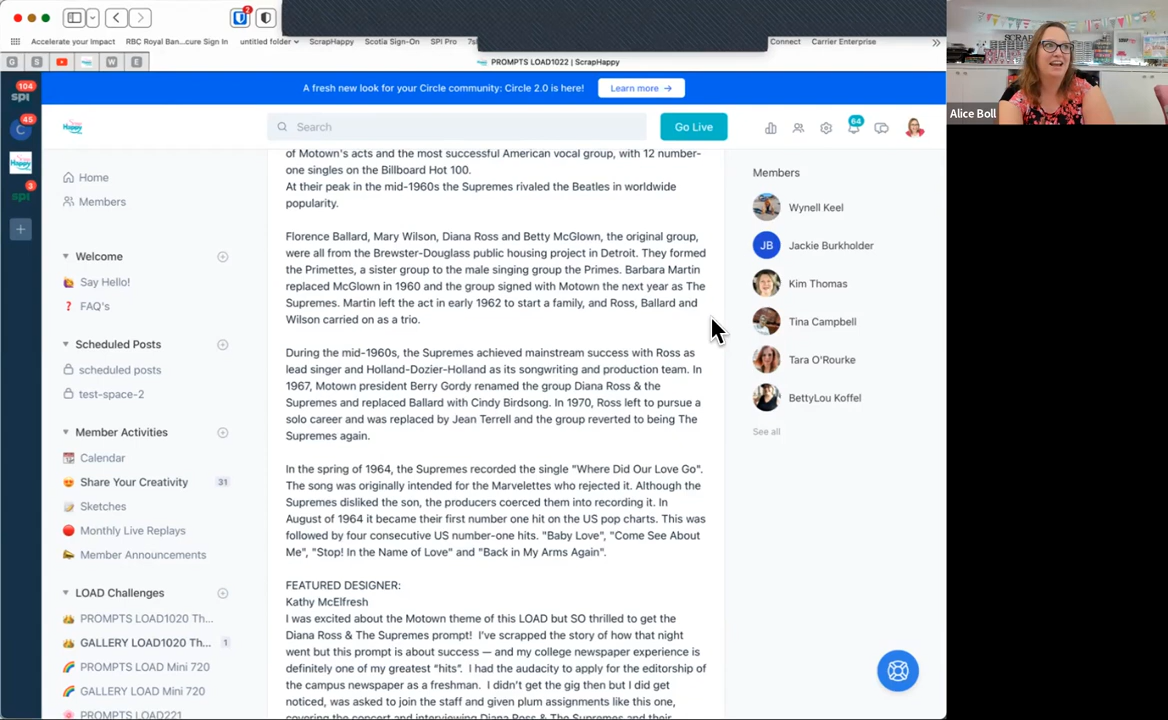 2
Accelerate your Impact
RBC Royal Ban...cure Sign In
untitled folder
ScrapHappy
Scotia Sign-On
SPI Pro
Connect
Carrier Enterprise
G
S
W
E
PROMPTS LOAD1022 | ScrapHappy
A fresh new look for your Circle community: Circle 2.0 is here!
Learn more →
104
spi
45
C
3
spi
Scrap Happy
Search
Go Live
64
Alice Boll
Home
Members
Welcome
Say Hello!
FAQ's
Scheduled Posts
scheduled posts
test-space-2
Member Activities
Calendar
Share Your Creativity 31
Sketches
Monthly Live Replays
Member Announcements
LOAD Challenges
PROMPTS LOAD1020 Th...
GALLERY LOAD1020 Th... 1
PROMPTS LOAD Mini 720
GALLERY LOAD Mini 720
PROMPTS LOAD221
of Motown's acts and the most successful American vocal group, with 12 number-
one singles on the Billboard Hot 100.
At their peak in the mid-1960s the Supremes rivaled the Beatles in worldwide
popularity.
Florence Ballard, Mary Wilson, Diana Ross and Betty McGlown, the original group,
were all from the Brewster-Douglass public housing project in Detroit. They formed
the Primettes, a sister group to the male singing group the Primes. Barbara Martin
replaced McGlown in 1960 and the group signed with Motown the next year as The
Supremes. Martin left the act in early 1962 to start a family, and Ross, Ballard and
Wilson carried on as a trio.
During the mid-1960s, the Supremes achieved mainstream success with Ross as
lead singer and Holland-Dozier-Holland as its songwriting and production team. In
1967, Motown president Berry Gordy renamed the group Diana Ross & the
Supremes and replaced Ballard with Cindy Birdsong. In 1970, Ross left to pursue a
solo career and was replaced by Jean Terrell and the group reverted to being The
Supremes again.
In the spring of 1964, the Supremes recorded the single "Where Did Our Love Go".
The song was originally intended for the Marvelettes who rejected it. Although the
Supremes disliked the son, the producers coerced them into recording it. In
August of 1964 it became their first number one hit on the US pop charts. This was
followed by four consecutive US number-one hits. "Baby Love", "Come See About
Me", "Stop! In the Name of Love" and "Back in My Arms Again".
FEATURED DESIGNER:
Kathy McElfresh
I was excited about the Motown theme of this LOAD but SO thrilled to get the
Diana Ross & The Supremes prompt! I've scrapped the story of how that night
went but this prompt is about success — and my college newspaper experience is
definitely one of my greatest "hits". I had the audacity to apply for the editorship of
the campus newspaper as a freshman. I didn't get the gig then but I did get
noticed, was asked to join the staff and given plum assignments like this one,
covering the concert and interviewing Diana Ross & The Supremes and their
Members
Wynell Keel
JB Jackie Burkholder
Kim Thomas
Tina Campbell
Tara O'Rourke
BettyLou Koffel
See all